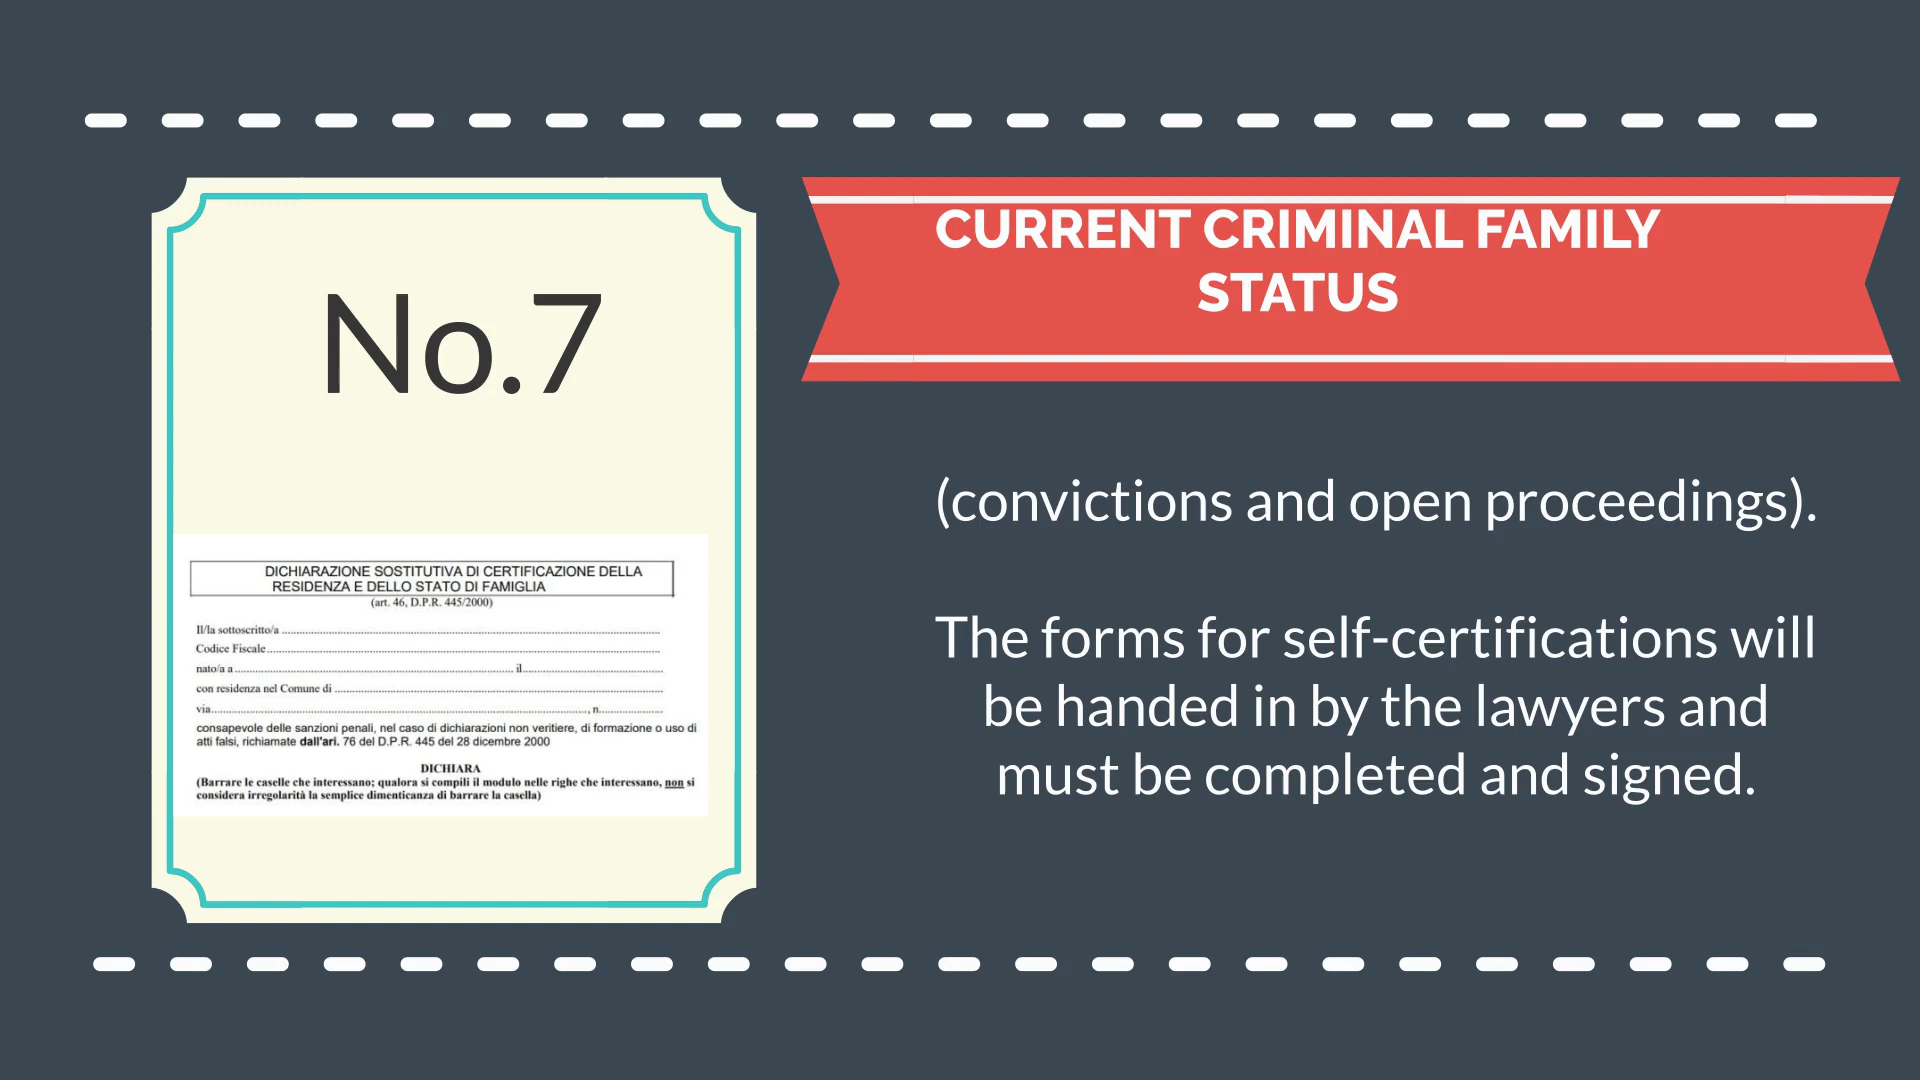 No.7
DICHIARAZIONE SOSTITUTIVA DI CERTIFICAZIONE DELLA
RESIDENZA E DELLO STATO DI FAMIGLIA
(art. 46, D.P.R. 445/2000)
Il/la sottoscritto/a ........................................
Codice Fiscale ........................................
nato/a a ........................................ il ....................
con residenza nel Comune di ........................................
via ........................................, n. ....................
consapevole delle sanzioni penali, nel caso di dichiarazioni non veritiere, di formazione o uso di
atti falsi, richiamate dall'ari. 76 del D.P.R. 445 del 28 dicembre 2000
DICHIARA
(Barrare le caselle che interessano; qualora si compili il modulo nelle righe che interessano, non si
considera irregolarità la semplice dimenticanza di barrare la casella)
CURRENT CRIMINAL FAMILY
STATUS
(convictions and open proceedings).
The forms for self-certifications will
be handed in by the lawyers and
must be completed and signed.